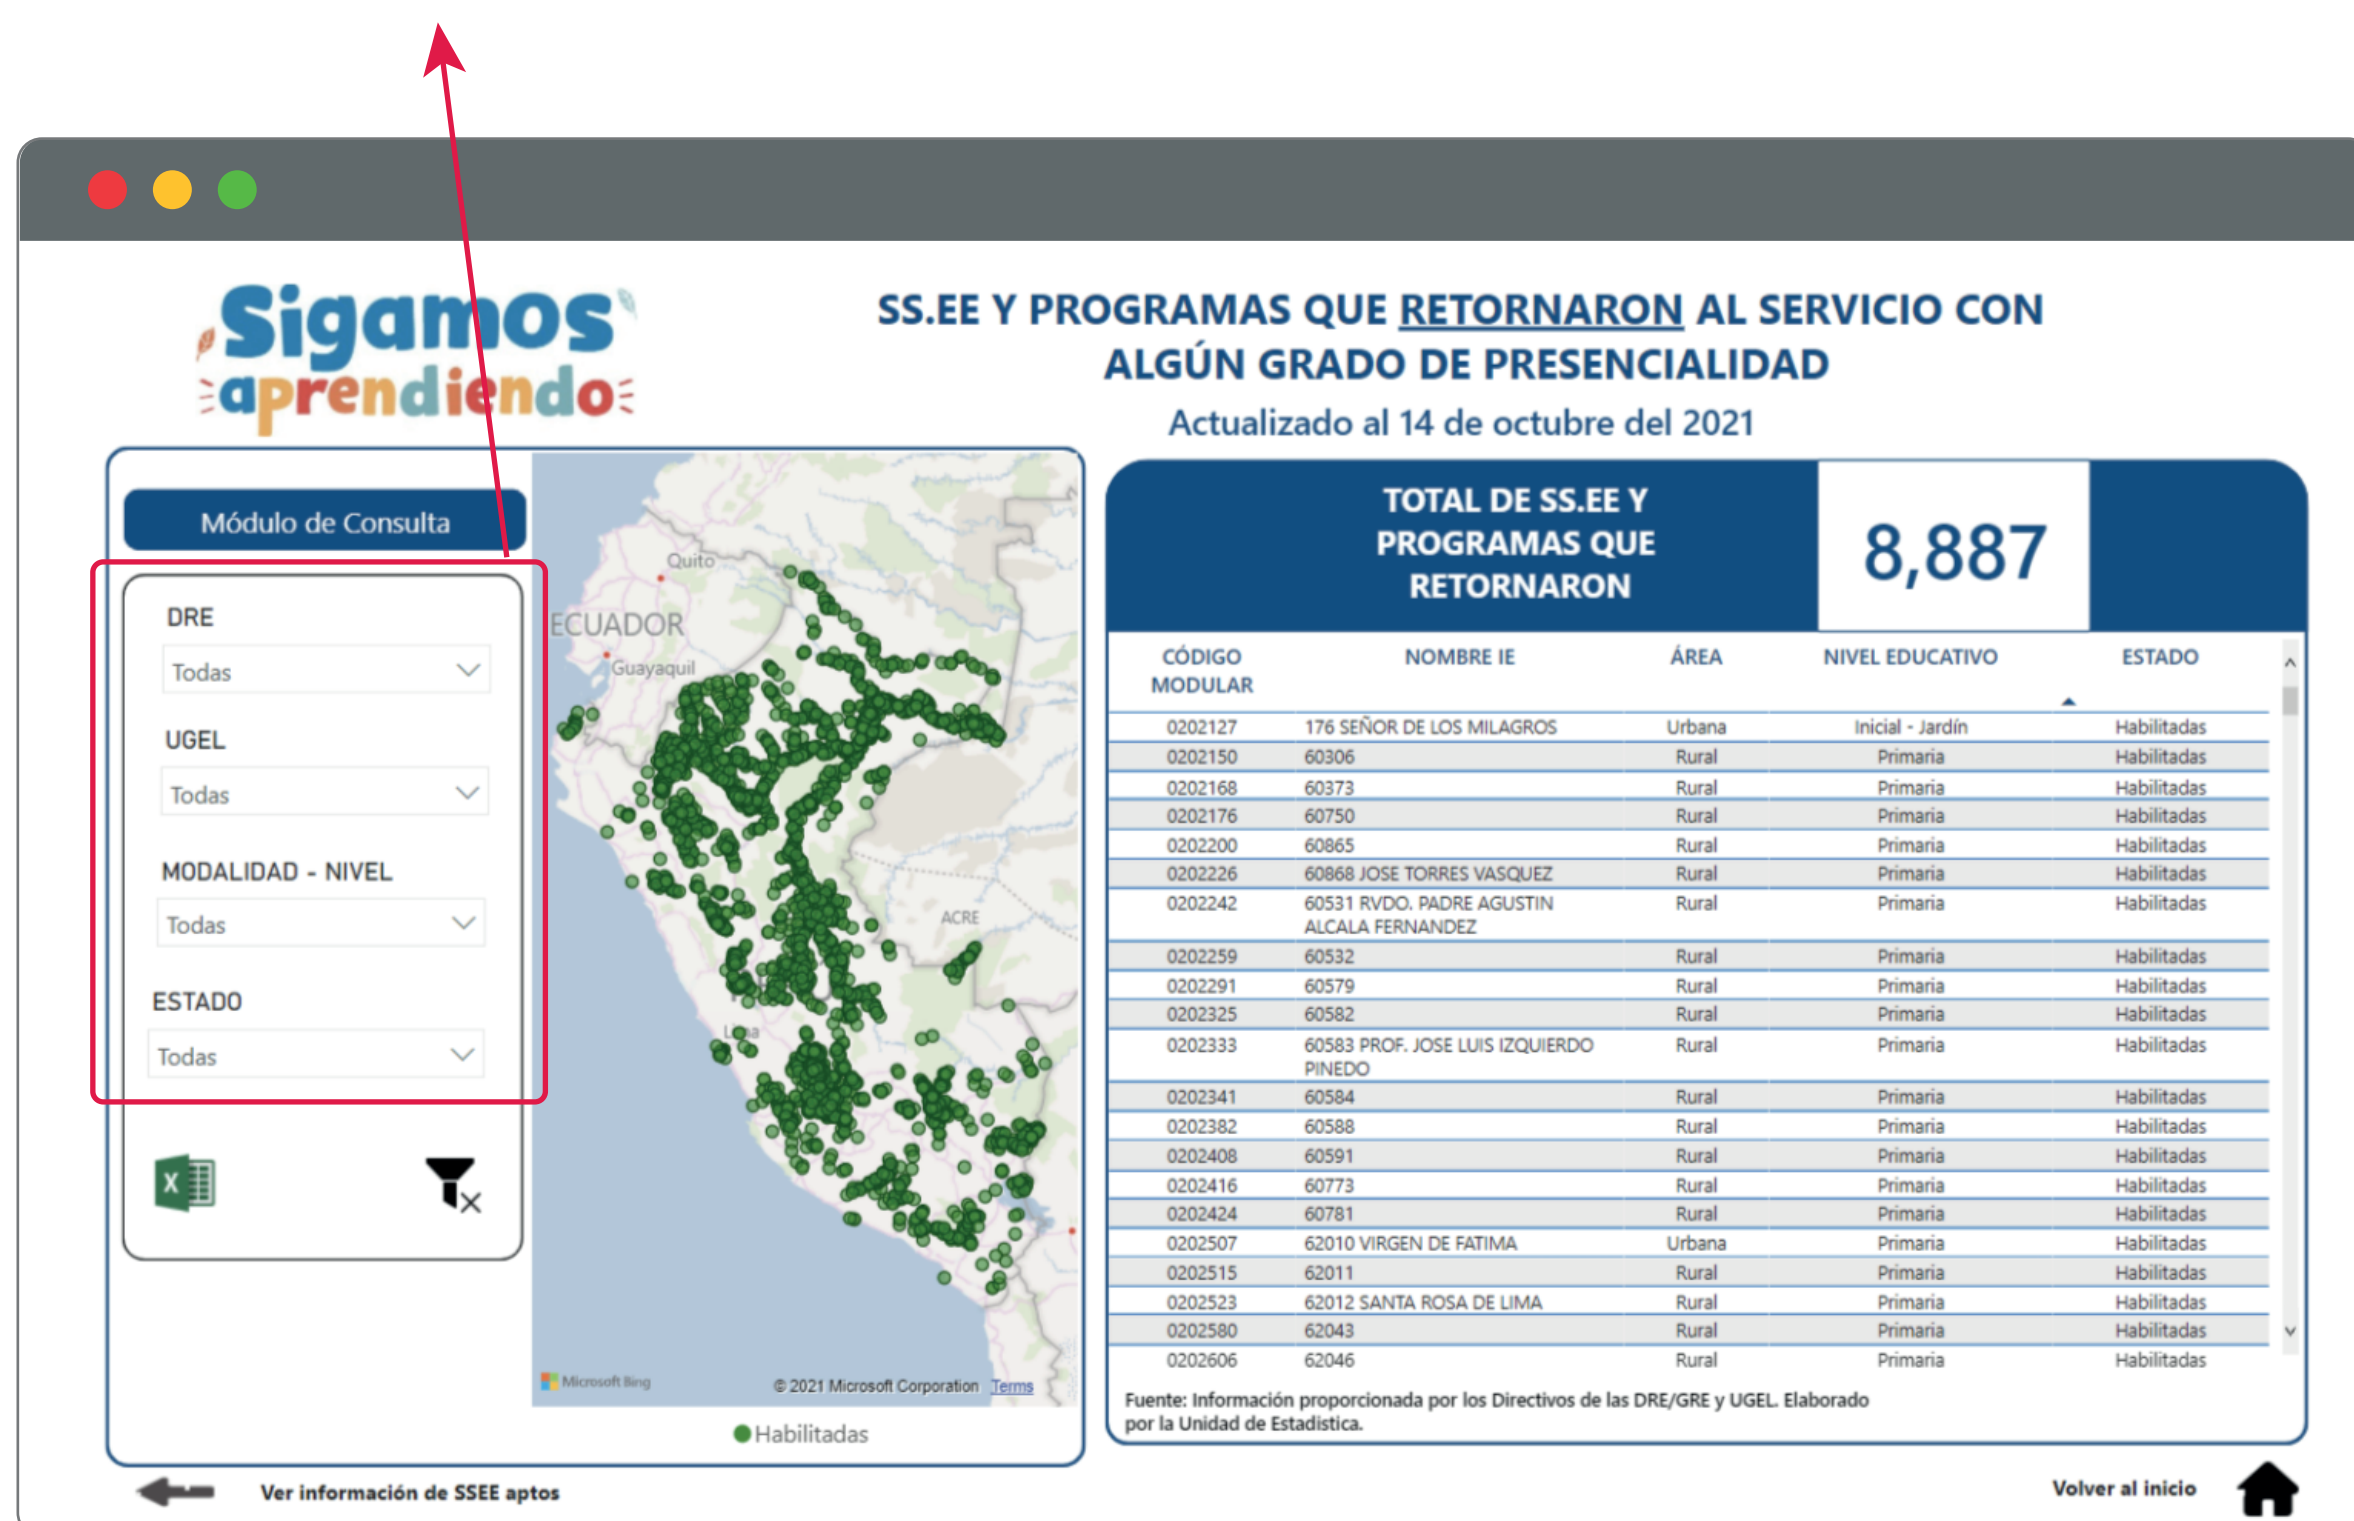 Sigamos
aprendiendo
SS.EE Y PROGRAMAS QUE RETORNARON AL SERVICIO CON
ALGÚN GRADO DE PRESENCIALIDAD
Actualizado al 14 de octubre del 2021
Módulo de Consulta
DRE
Todas
UGEL
Todas
MODALIDAD - NIVEL
Todas
ESTADO
Todas
X
Quito
ECUADOR
Guayaquil
ACRE
Microsoft Bing
© 2021 Microsoft Corporation Terms
Habilitadas
TOTAL DE SS.EE Y
PROGRAMAS QUE
RETORNARON
8,887
CÓDIGO MODULAR NOMBRE IE ÁREA NIVEL EDUCATIVO ESTADO
0202127 176 SEÑOR DE LOS MILAGROS Urbana Inicial - Jardín Habilitadas
0202150 60306 Rural Primaria Habilitadas
0202168 60373 Rural Primaria Habilitadas
0202176 60750 Rural Primaria Habilitadas
0202200 60865 Rural Primaria Habilitadas
0202226 60868 JOSE TORRES VASQUEZ Rural Primaria Habilitadas
0202242 60531 RVDO. PADRE AGUSTIN Rural Primaria Habilitadas
ALCALA FERNANDEZ
0202259 60532 Rural Primaria Habilitadas
0202291 60579 Rural Primaria Habilitadas
0202325 60582 Rural Primaria Habilitadas
0202333 60583 PROF. JOSE LUIS IZQUIERDO Rural Primaria Habilitadas
PINEDO
0202341 60584 Rural Primaria Habilitadas
0202382 60588 Rural Primaria Habilitadas
0202408 60591 Rural Primaria Habilitadas
0202416 60773 Rural Primaria Habilitadas
0202424 60781 Rural Primaria Habilitadas
0202507 62010 VIRGEN DE FATIMA Urbana Primaria Habilitadas
0202515 62011 Rural Primaria Habilitadas
0202523 62012 SANTA ROSA DE LIMA Rural Primaria Habilitadas
0202580 62043 Rural Primaria Habilitadas
0202606 62046 Rural Primaria Habilitadas
Fuente: Información proporcionada por los Directivos de las DRE/GRE y UGEL. Elaborado
por la Unidad de Estadistica.
Ver información de SSEE aptos
Volver al inicio